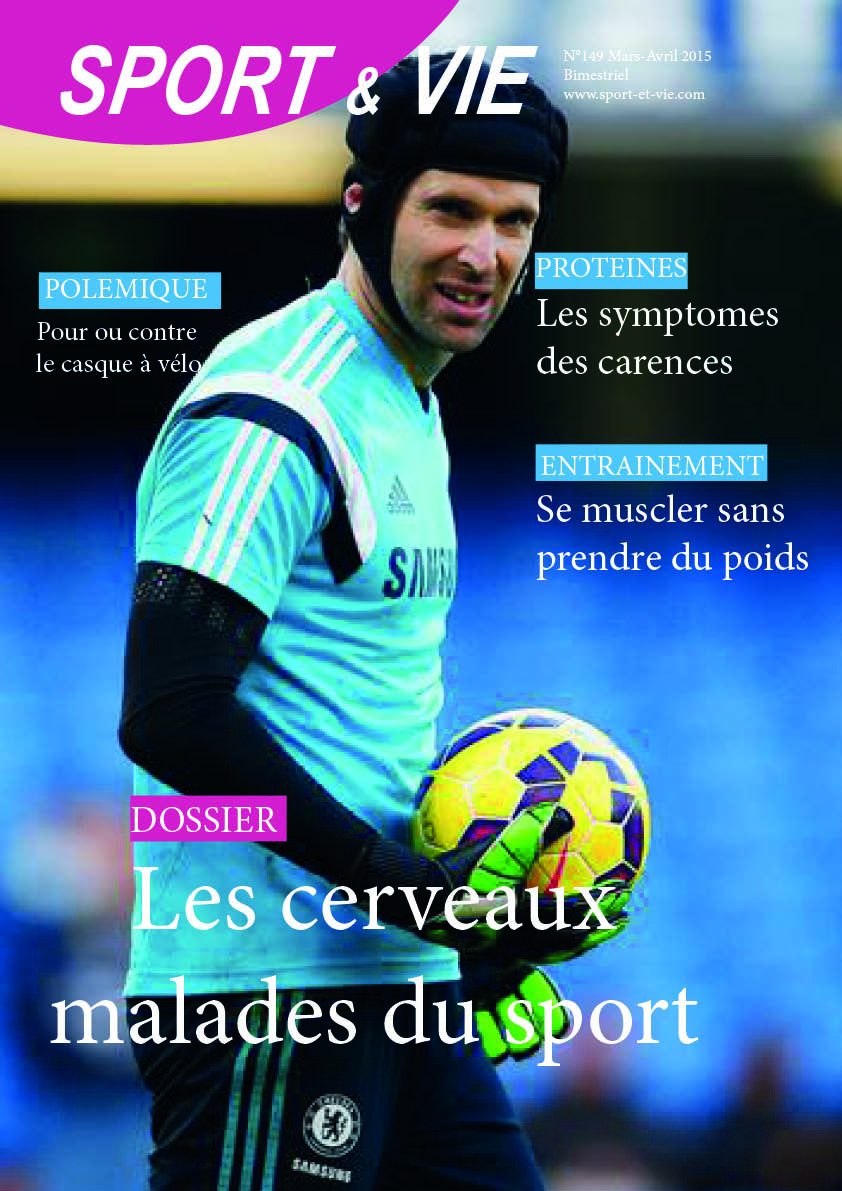 SPORT & VIE
N°149 Mars-Avril 2015
Bimestriel
www.sport-et-vie.com
POLEMIQUE
Pour ou contre
le casque à vélo
PROTEINES
Les symptomes
des carences
ENTRAINEMENT
Se muscler sans
prendre du poids
adidas
SAMSUNG
DOSSIER
Les cerveaux
malades du sport
CHELSEA
SAMSUNG